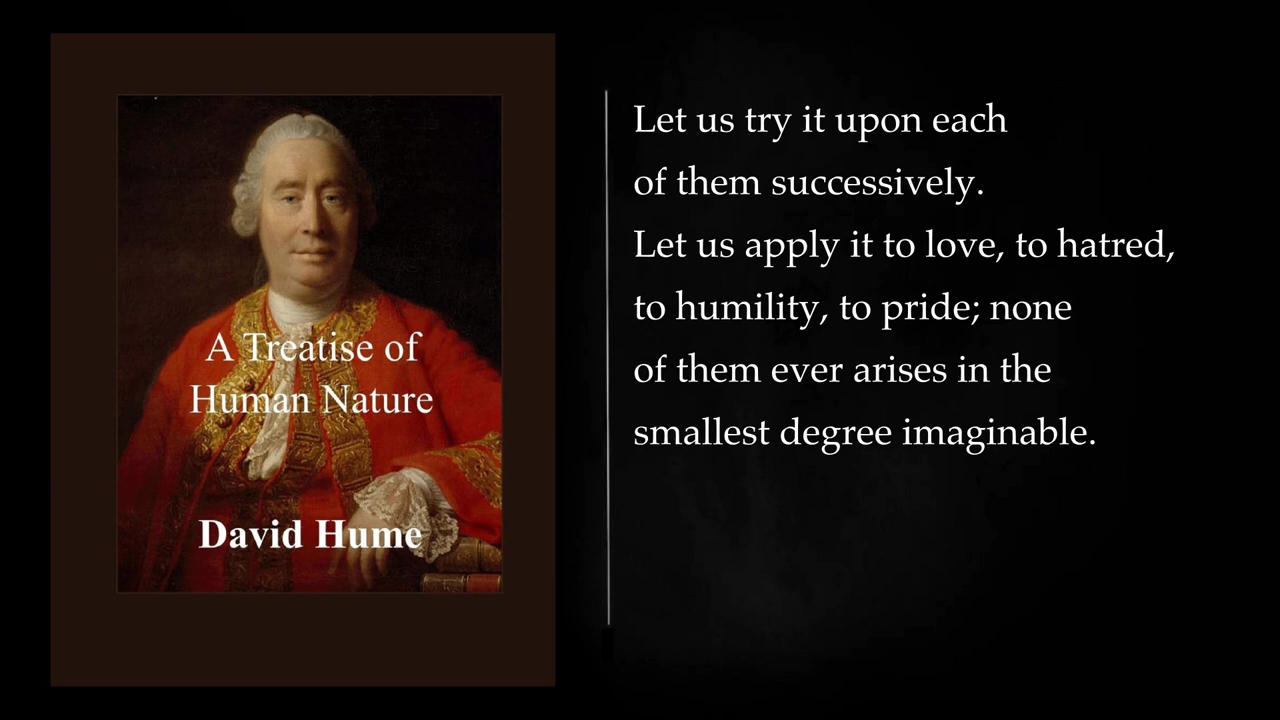 A Treatise of
Human Nature
David Hume
Let us try it upon each
of them successively.
Let us apply it to love, to hatred,
to humility, to pride; none
of them ever arises in the
smallest degree imaginable.